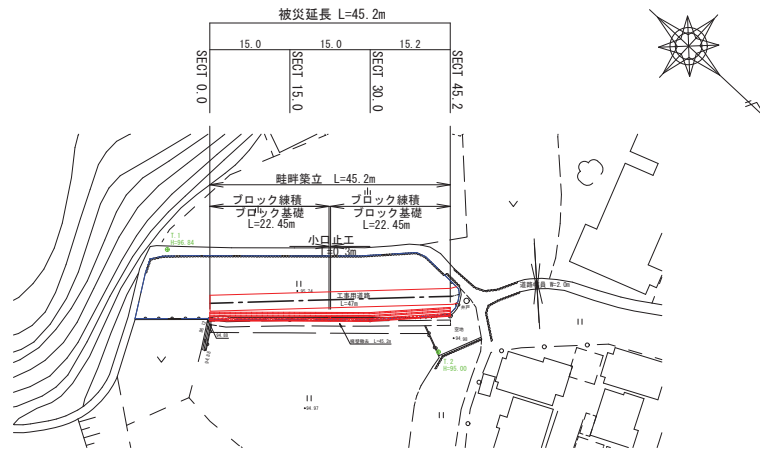 被災延長 L=45.2m
15.0
15.0
15.2
SECT 0.0
SECT 15.0
SECT 30.0
SECT 45.2
畦畔築立 L=45.2m
ブロック練積
ブロック基礎
L=22.45m
ブロック練積
ブロック基礎
L=22.45m
小口止工
T.1
H=96.84
工事用道路
L=47m
道路幅員 W=2.0m
94.98
T.2
H=95.00
94.97